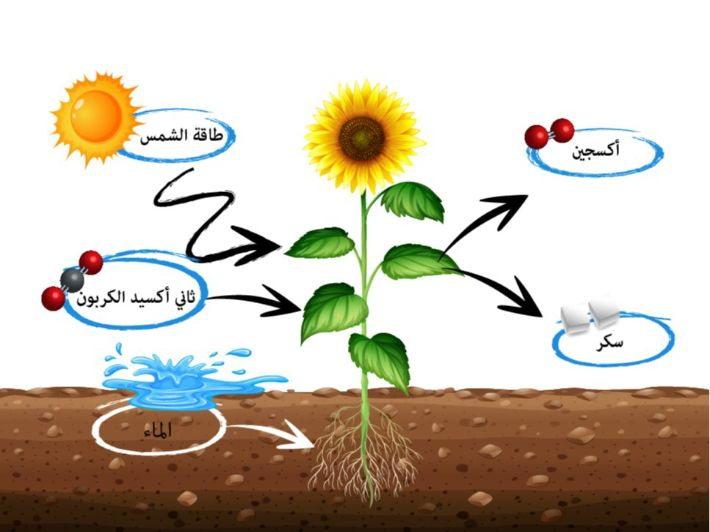 طاقة الشمس
أكسجين
ثاني أكسيد الكربون
سكر
الماء